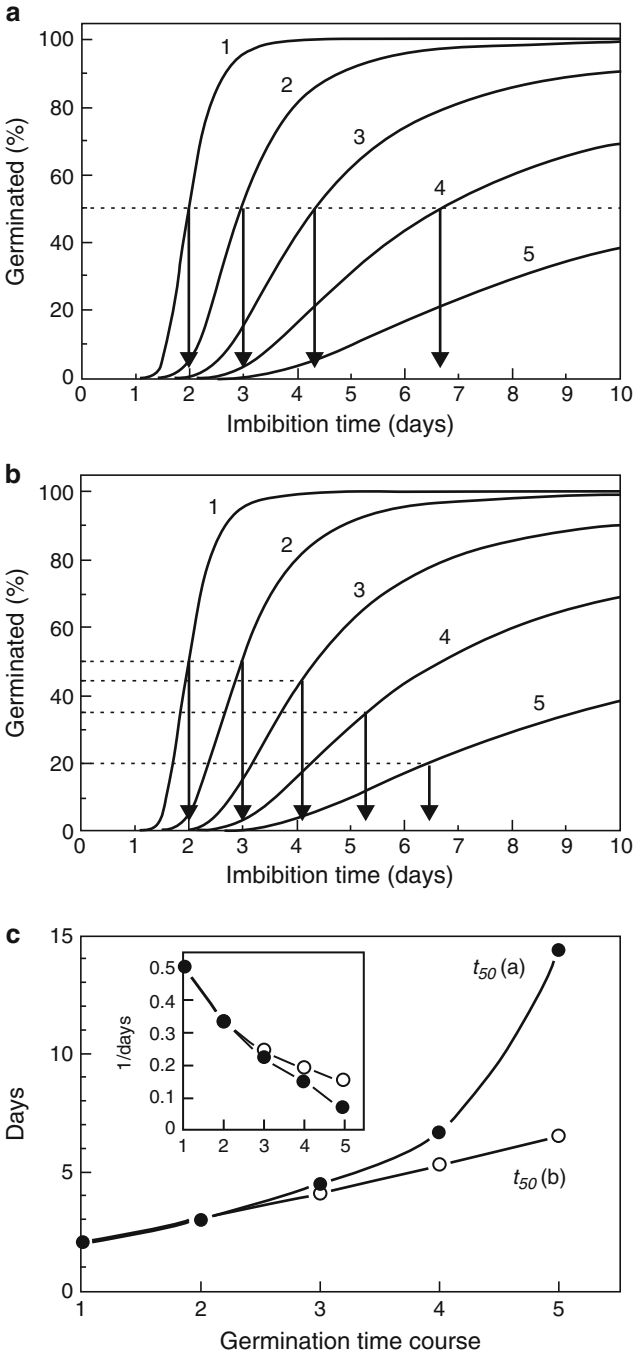 a
100
80
60
40
20
0
Germinated (%)
1
2
3
4
5
0 1 2 3 4 5 6 7 8 9 10
Imbibition time (days)
b
100
80
60
40
20
0
Germinated (%)
1
2
3
4
5
0 1 2 3 4 5 6 7 8 9 10
Imbibition time (days)
c
15
10
5
0
Days
0.5
0.4
0.3
0.2
0.1
0
1/days
1 2 3 4 5
t50 (a)
t50 (b)
1 2 3 4 5
Germination time course